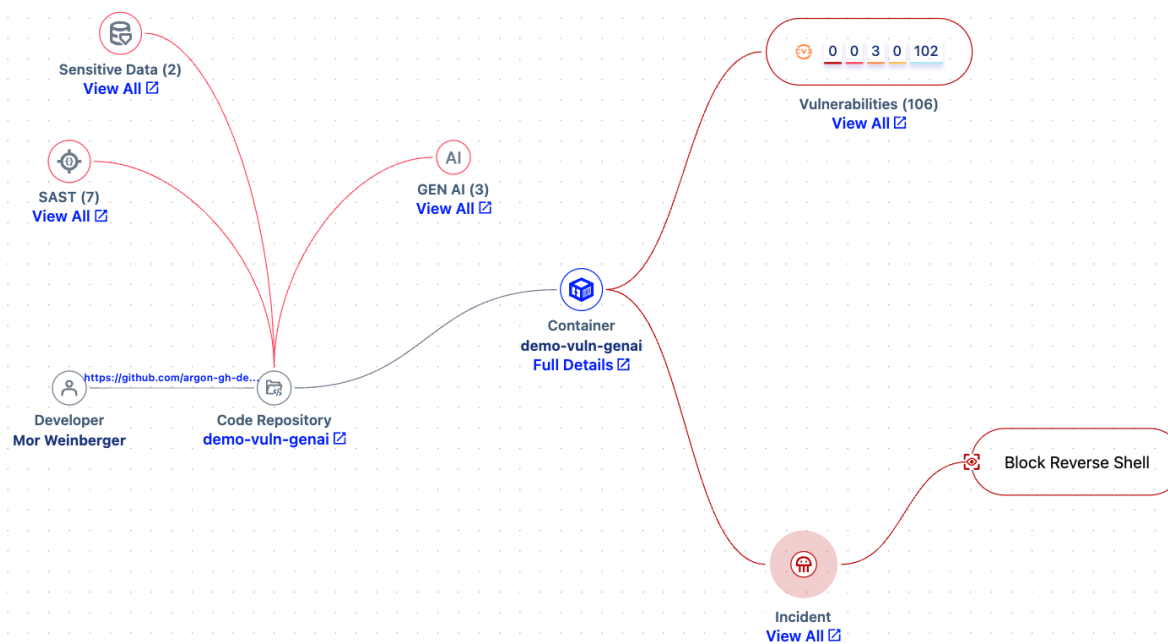 Sensitive Data (2)
View All
SAST (7)
View All
AI
GEN AI (3)
View All
https://github.com/argon-gh-de...
Developer
Mor Weinberger
Code Repository
demo-vuln-genai
Container
demo-vuln-genai
Full Details
0 0 3 0 102
Vulnerabilities (106)
View All
Block Reverse Shell
Incident
View All